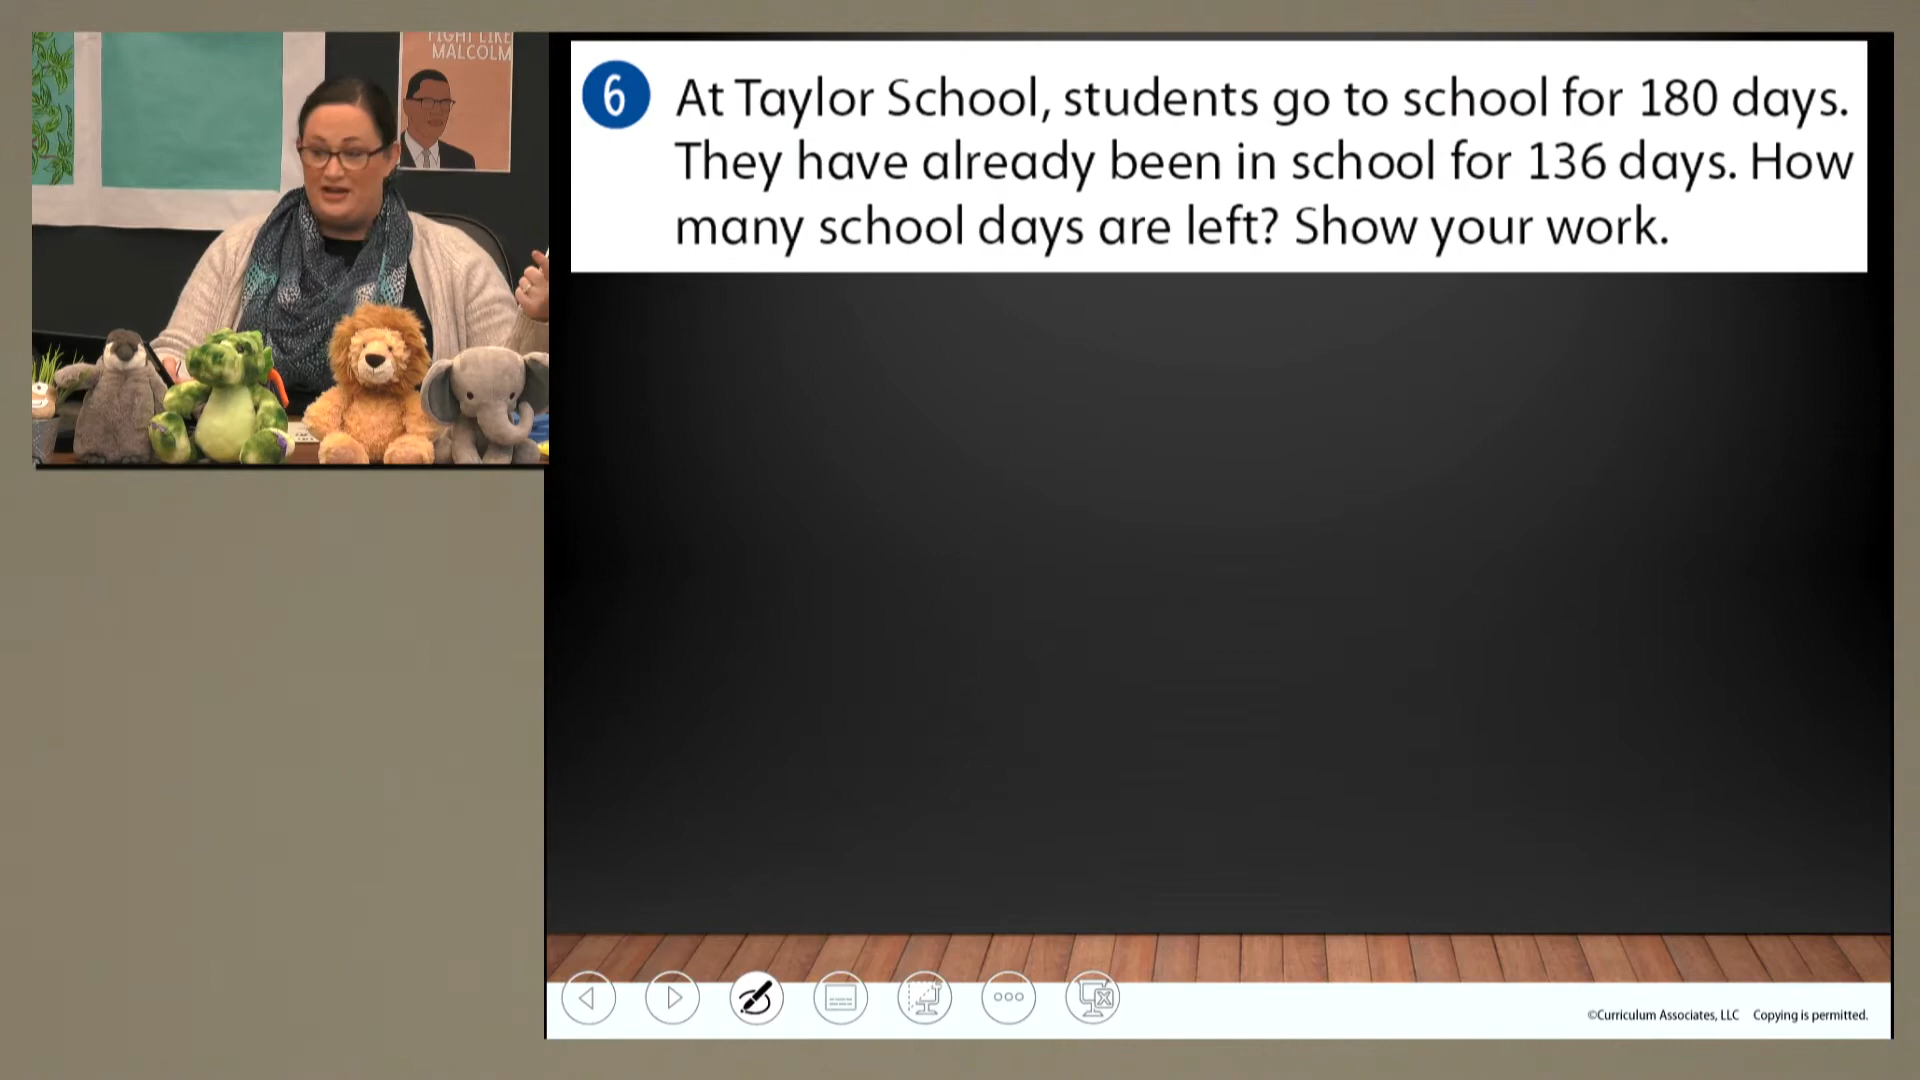 FIGHT LIKE
MALCOLM
6 At Taylor School, students go to school for 180 days.
They have already been in school for 136 days. How
many school days are left? Show your work.
©Curriculum Associates, LLC Copying is permitted.